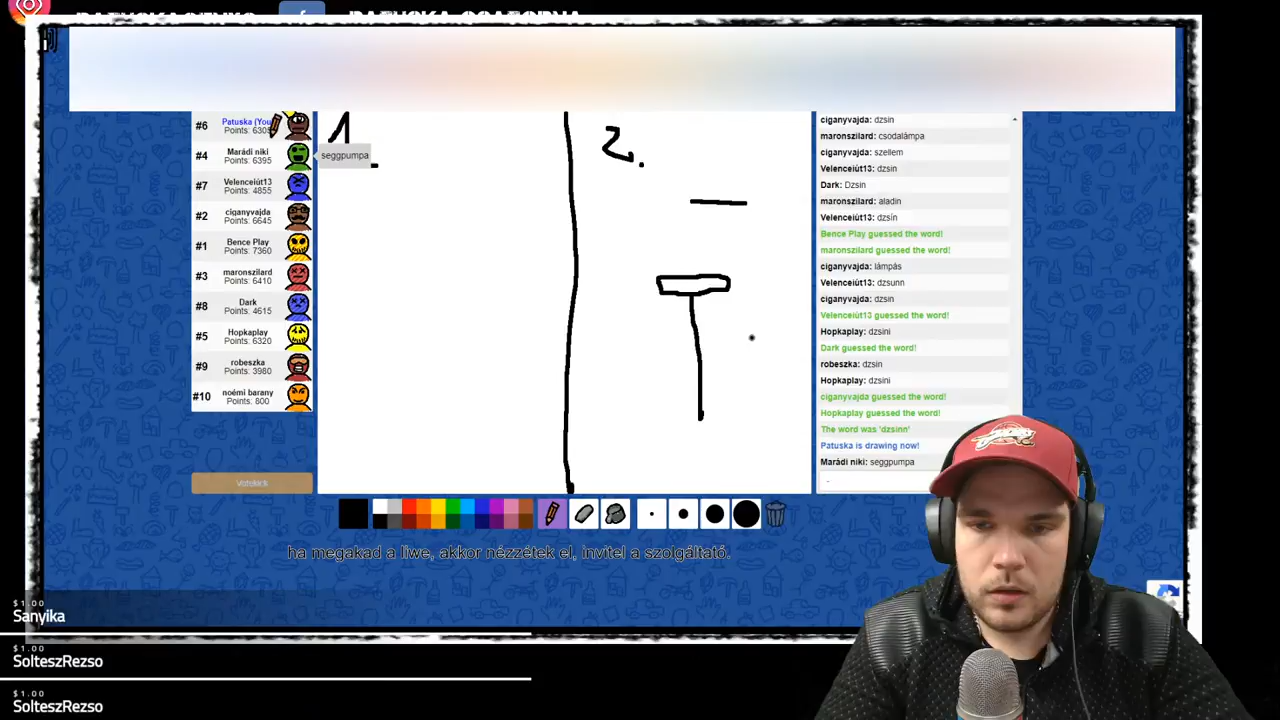 #6 Patuska (You
Points: 6305
#4 Marádi niki
Points: 6395
#7 Velenceiút13
Points: 4855
#2 ciganyvajda
Points: 6645
#1 Bence Play
Points: 7360
#3 maronszilard
Points: 6410
#8 Dark
Points: 4615
#5 Hopkaplay
Points: 6320
#9 robeszka
Points: 3980
#10 noémi barany
Points: 800
Votekick
seggpumpa
1.
2.
ciganyvajda: dzsin
maronszilard: csodalámpa
ciganyvajda: szellem
Velenceiút13: dzsin
Dark: Dzsin
maronszilard: aladin
Velenceiút13: dzsín
Bence Play guessed the word!
maronszilard guessed the word!
ciganyvajda: lámpás
Velenceiút13: dzsunn
ciganyvajda: dzsin
Velenceiút13 guessed the word!
Hopkaplay: dzsini
Dark guessed the word!
robeszka: dzsin
Hopkaplay: dzsini
ciganyvajda guessed the word!
Hopkaplay guessed the word!
The word was 'dzsinn'
Patuska is drawing now!
Marádi niki: seggpumpa
ha megakad a liwe, akkor nézzétek el, invitel a szolgáltató.
$1.00
Sanyika
$1.00
SolteszRezso
$1.00
SolteszRezso